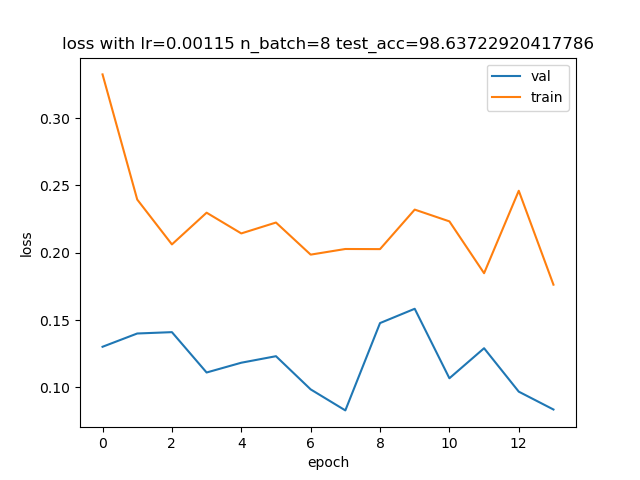 loss with lr=0.00115 n_batch=8 test_acc=98.63722920417786
val
train
0.30
0.25
0.20
0.15
0.10
loss
0 2 4 6 8 10 12
epoch